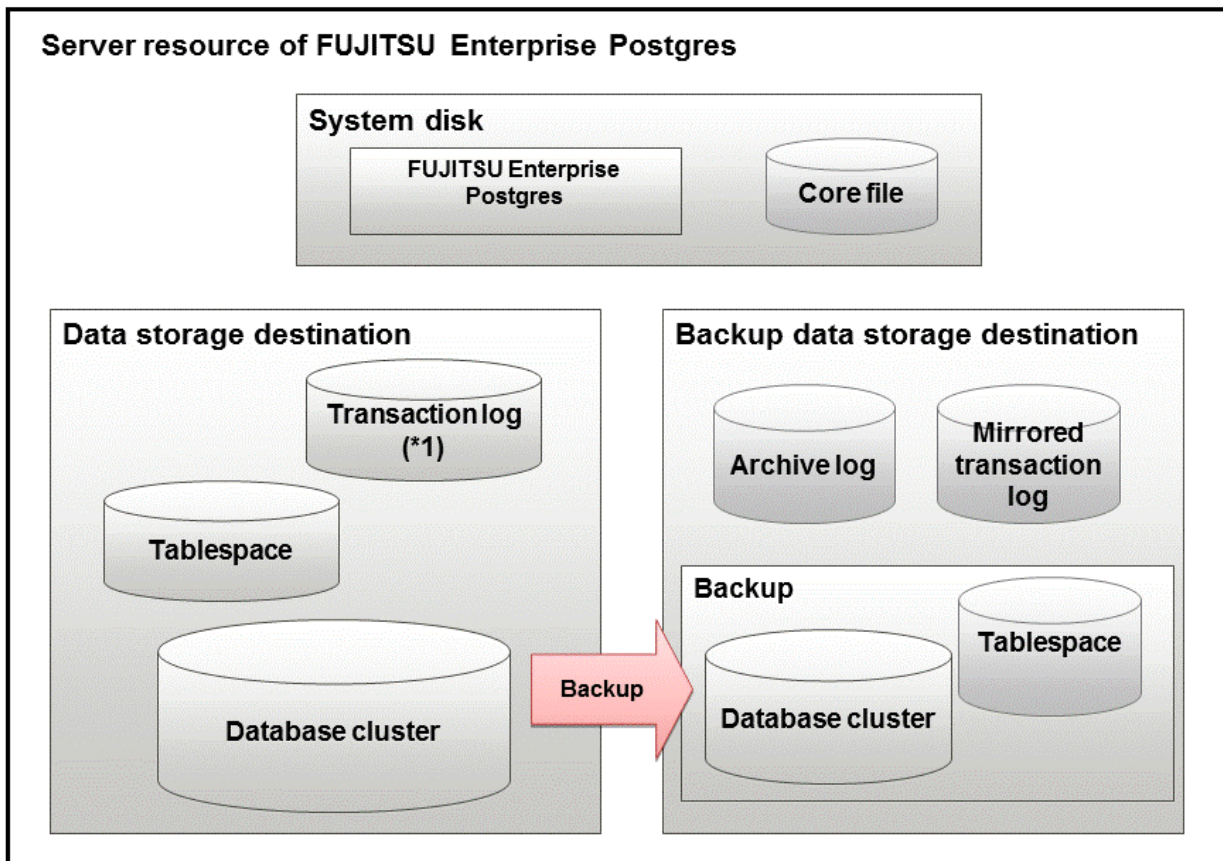 Server resource of FUJITSU Enterprise Postgres
System disk
FUJITSU Enterprise
Postgres
Core file
Data storage destination
Transaction log
(*1)
Tablespace
Database cluster
Backup
Backup data storage destination
Archive log
Mirrored
transaction
log
Backup
Tablespace
Database cluster